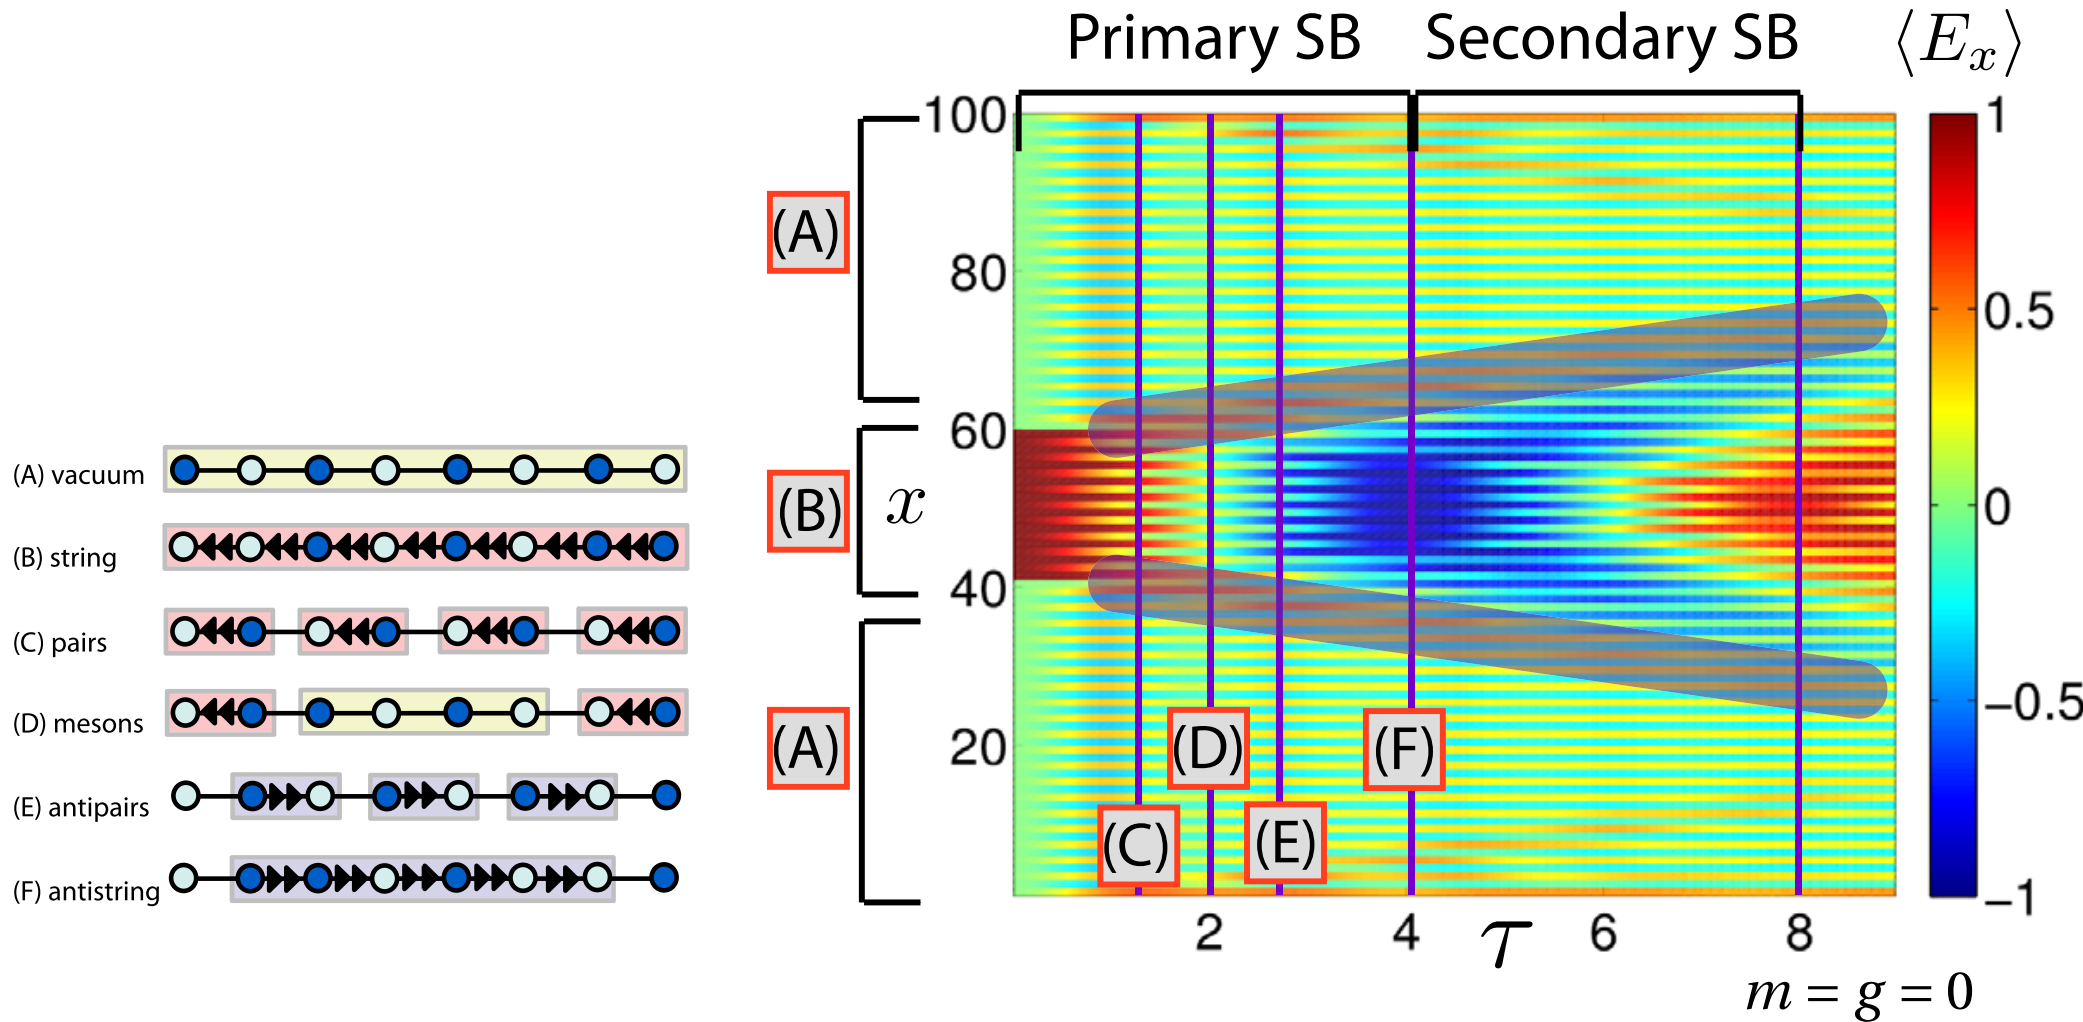 Primary SB
Secondary SB
⟨Eₓ⟩
(A) vacuum
(B) string
(C) pairs
(D) mesons
(E) antipairs
(F) antistring
(A)
(B)
(A)
x
100
80
60
40
20
(C)
(D)
(E)
(F)
2
4
τ
6
8
1
0.5
0
−0.5
−1
m = g = 0